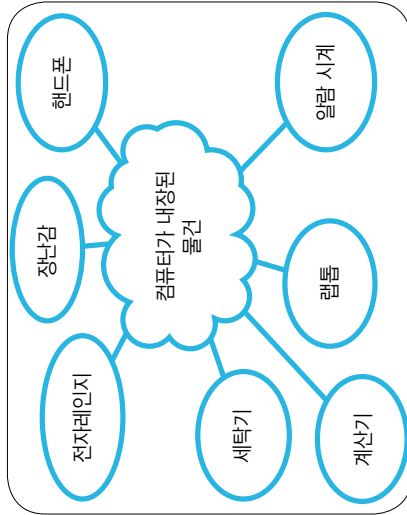 컴퓨터가 내장된
물건
전자레인지
장난감
핸드폰
세탁기
계산기
랩톱
알람 시계